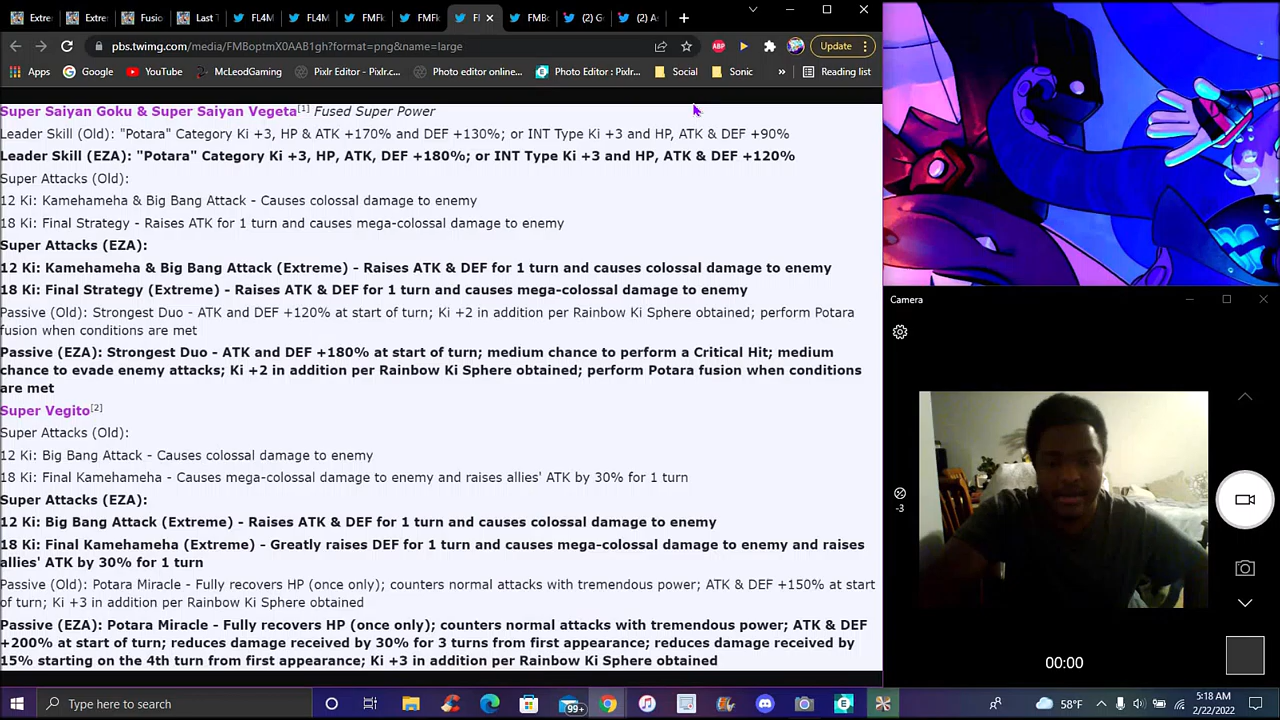 Extre
Extre
Fusio
Last T
FL4M
FL4M
FMFk
FMFk
FMBo
(2) G
(2) A
pbs.twimg.com/media/FMBoptmX0AAB1gh?format=png&name=large
ABP
Update
Apps
Google
YouTube
McLeodGaming
Pixlr Editor - Pixlr.c...
Photo editor online...
Photo Editor : Pixlr...
Social
Sonic
»
Reading list
Super Saiyan Goku & Super Saiyan Vegeta[1] Fused Super Power
Leader Skill (Old): "Potara" Category Ki +3, HP & ATK +170% and DEF +130%; or INT Type Ki +3 and HP, ATK & DEF +90%
Leader Skill (EZA): "Potara" Category Ki +3, HP, ATK, DEF +180%; or INT Type Ki +3 and HP, ATK & DEF +120%
Super Attacks (Old):
12 Ki: Kamehameha & Big Bang Attack - Causes colossal damage to enemy
18 Ki: Final Strategy - Raises ATK for 1 turn and causes mega-colossal damage to enemy
Super Attacks (EZA):
12 Ki: Kamehameha & Big Bang Attack (Extreme) - Raises ATK & DEF for 1 turn and causes colossal damage to enemy
18 Ki: Final Strategy (Extreme) - Raises ATK & DEF for 1 turn and causes mega-colossal damage to enemy
Passive (Old): Strongest Duo - ATK and DEF +120% at start of turn; Ki +2 in addition per Rainbow Ki Sphere obtained; perform Potara
fusion when conditions are met
Passive (EZA): Strongest Duo - ATK and DEF +180% at start of turn; medium chance to perform a Critical Hit; medium
chance to evade enemy attacks; Ki +2 in addition per Rainbow Ki Sphere obtained; perform Potara fusion when conditions
are met
Super Vegito[2]
Super Attacks (Old):
12 Ki: Big Bang Attack - Causes colossal damage to enemy
18 Ki: Final Kamehameha - Causes mega-colossal damage to enemy and raises allies' ATK by 30% for 1 turn
Super Attacks (EZA):
12 Ki: Big Bang Attack (Extreme) - Raises ATK & DEF for 1 turn and causes colossal damage to enemy
18 Ki: Final Kamehameha (Extreme) - Greatly raises DEF for 1 turn and causes mega-colossal damage to enemy and raises
allies' ATK by 30% for 1 turn
Passive (Old): Potara Miracle - Fully recovers HP (once only); counters normal attacks with tremendous power; ATK & DEF +150% at start
of turn; Ki +3 in addition per Rainbow Ki Sphere obtained
Passive (EZA): Potara Miracle - Fully recovers HP (once only); counters normal attacks with tremendous power; ATK & DEF
+200% at start of turn; reduces damage received by 30% for 3 turns from first appearance; reduces damage received by
15% starting on the 4th turn from first appearance; Ki +3 in addition per Rainbow Ki Sphere obtained
Camera
-3
00:00
Type here to search
99+
58°F
5:18 AM
2/22/2022